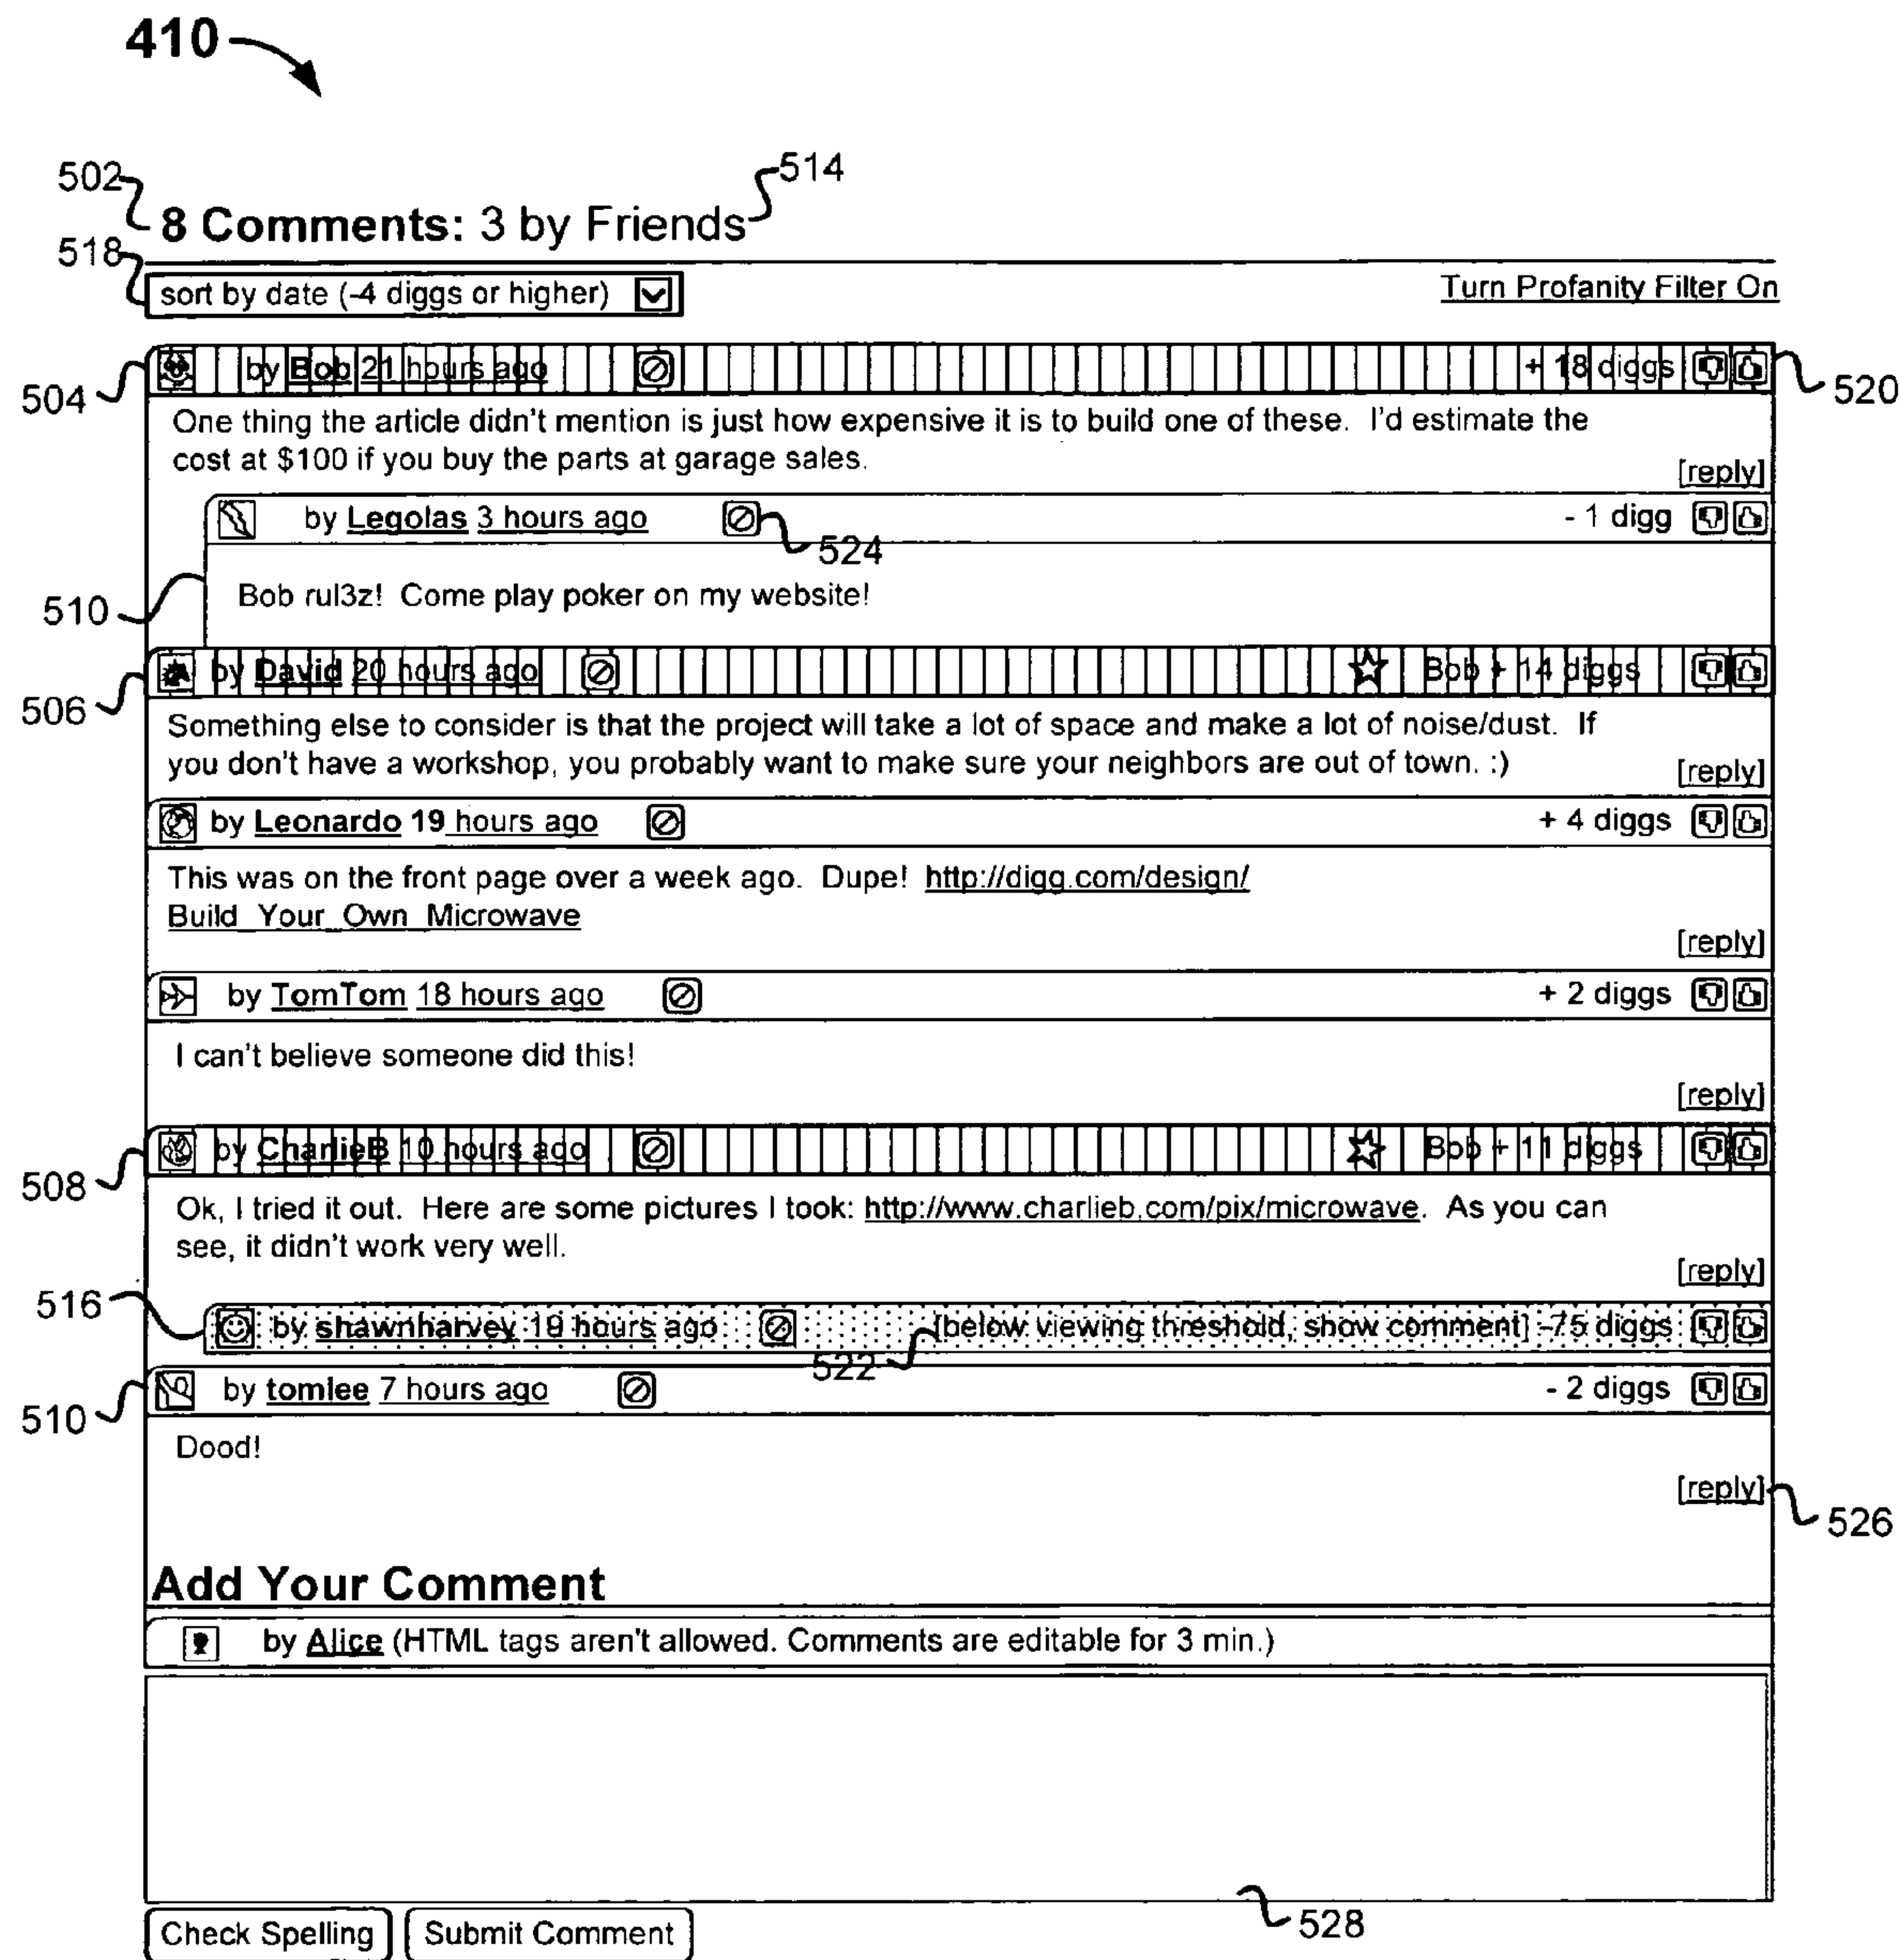 410
502
514
8 Comments: 3 by Friends
518
sort by date (-4 diggs or higher)
Turn Profanity Filter On
504
by Bob 21 hours ago
+ 18 diggs
520
One thing the article didn't mention is just how expensive it is to build one of these. I'd estimate the
cost at $100 if you buy the parts at garage sales.
[reply]
by Legolas 3 hours ago
- 1 digg
524
510
Bob rul3z! Come play poker on my website!
506
by David 20 hours ago
Bob + 14 diggs
Something else to consider is that the project will take a lot of space and make a lot of noise/dust. If
you don't have a workshop, you probably want to make sure your neighbors are out of town. :)
[reply]
by Leonardo 19 hours ago
+ 4 diggs
This was on the front page over a week ago. Dupe! http://digg.com/design/
Build_Your_Own_Microwave
[reply]
by TomTom 18 hours ago
+ 2 diggs
I can't believe someone did this!
[reply]
508
by CharlieB 10 hours ago
Bob + 11 diggs
Ok, I tried it out. Here are some pictures I took: http://www.charlieb.com/pix/microwave. As you can
see, it didn't work very well.
[reply]
516
by shawnharvey 19 hours ago
[below viewing threshold, show comment] -75 diggs
522
510
by tomlee 7 hours ago
- 2 diggs
Dood!
[reply]
526
Add Your Comment
by Alice (HTML tags aren't allowed. Comments are editable for 3 min.)
528
Check Spelling
Submit Comment